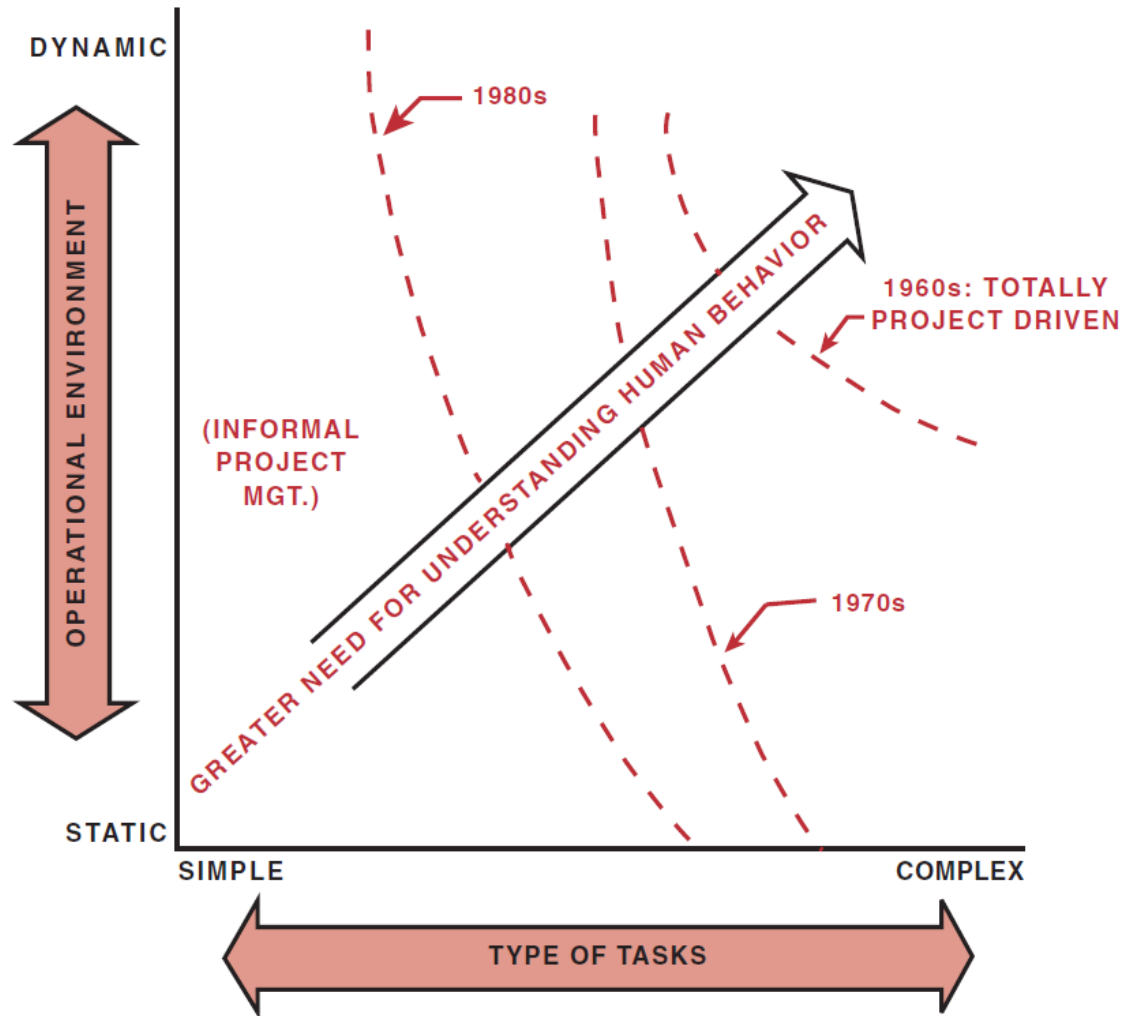 DYNAMIC
1980s
OPERATIONAL ENVIRONMENT
GREATER NEED FOR UNDERSTANDING HUMAN BEHAVIOR
1960s: TOTALLY
PROJECT DRIVEN
(INFORMAL
PROJECT
MGT.)
1970s
STATIC
SIMPLE
COMPLEX
TYPE OF TASKS